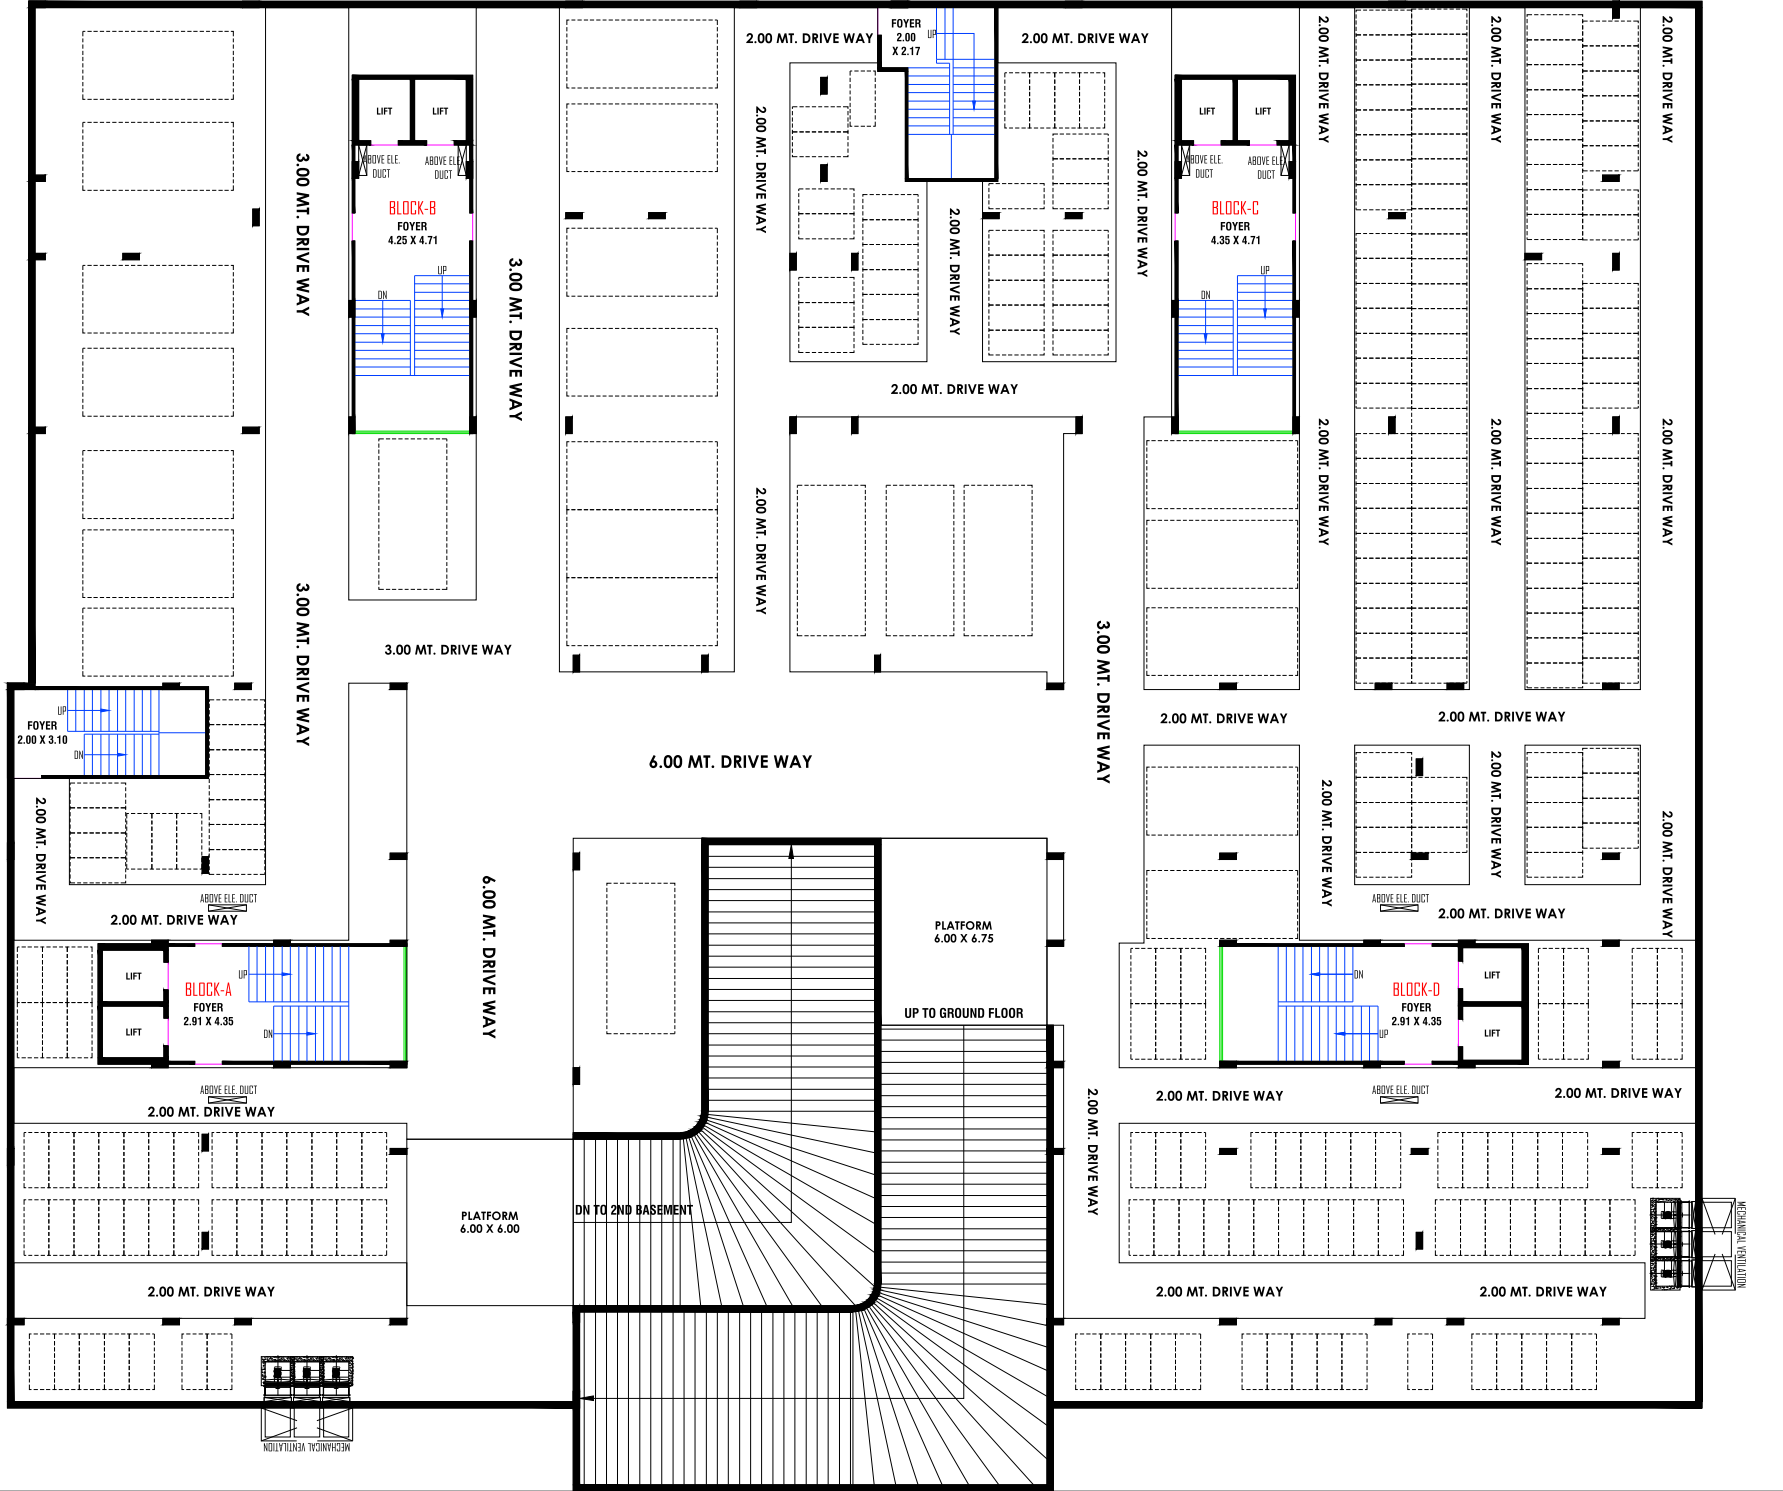 FOYER
2.00
X 2.17
UP
2.00 MT. DRIVE WAY
2.00 MT. DRIVE WAY
2.00 MT. DRIVE WAY
2.00 MT. DRIVE WAY
2.00 MT. DRIVE WAY
LIFT
LIFT
LIFT
LIFT
3.00 MT. DRIVE WAY
ABOVE ELE.
DUCT
ABOVE ELE.
DUCT
BLOCK-B
FOYER
4.25 X 4.71
UP
DN
3.00 MT. DRIVE WAY
2.00 MT. DRIVE WAY
2.00 MT. DRIVE WAY
2.00 MT. DRIVE WAY
ABOVE ELE.
DUCT
ABOVE ELE.
DUCT
BLOCK-C
FOYER
4.35 X 4.71
UP
DN
2.00 MT. DRIVE WAY
2.00 MT. DRIVE WAY
2.00 MT. DRIVE WAY
2.00 MT. DRIVE WAY
2.00 MT. DRIVE WAY
3.00 MT. DRIVE WAY
3.00 MT. DRIVE WAY
3.00 MT. DRIVE WAY
2.00 MT. DRIVE WAY
2.00 MT. DRIVE WAY
UP
FOYER
2.00 X 3.10
DN
6.00 MT. DRIVE WAY
2.00 MT. DRIVE WAY
2.00 MT. DRIVE WAY
2.00 MT. DRIVE WAY
2.00 MT. DRIVE WAY
6.00 MT. DRIVE WAY
ABOVE ELE. DUCT
2.00 MT. DRIVE WAY
ABOVE ELE. DUCT
2.00 MT. DRIVE WAY
PLATFORM
6.00 X 6.75
LIFT
LIFT
UP
BLOCK-A
FOYER
2.91 X 4.35
DN
UP TO GROUND FLOOR
DN
BLOCK-D
FOYER
2.91 X 4.35
UP
LIFT
LIFT
ABOVE ELE. DUCT
2.00 MT. DRIVE WAY
2.00 MT. DRIVE WAY
2.00 MT. DRIVE WAY
ABOVE ELE. DUCT
2.00 MT. DRIVE WAY
PLATFORM
6.00 X 6.00
DN TO 2ND BASEMENT
MECHANICAL VENTILATION
2.00 MT. DRIVE WAY
2.00 MT. DRIVE WAY
2.00 MT. DRIVE WAY
MECHANICAL VENTILATION